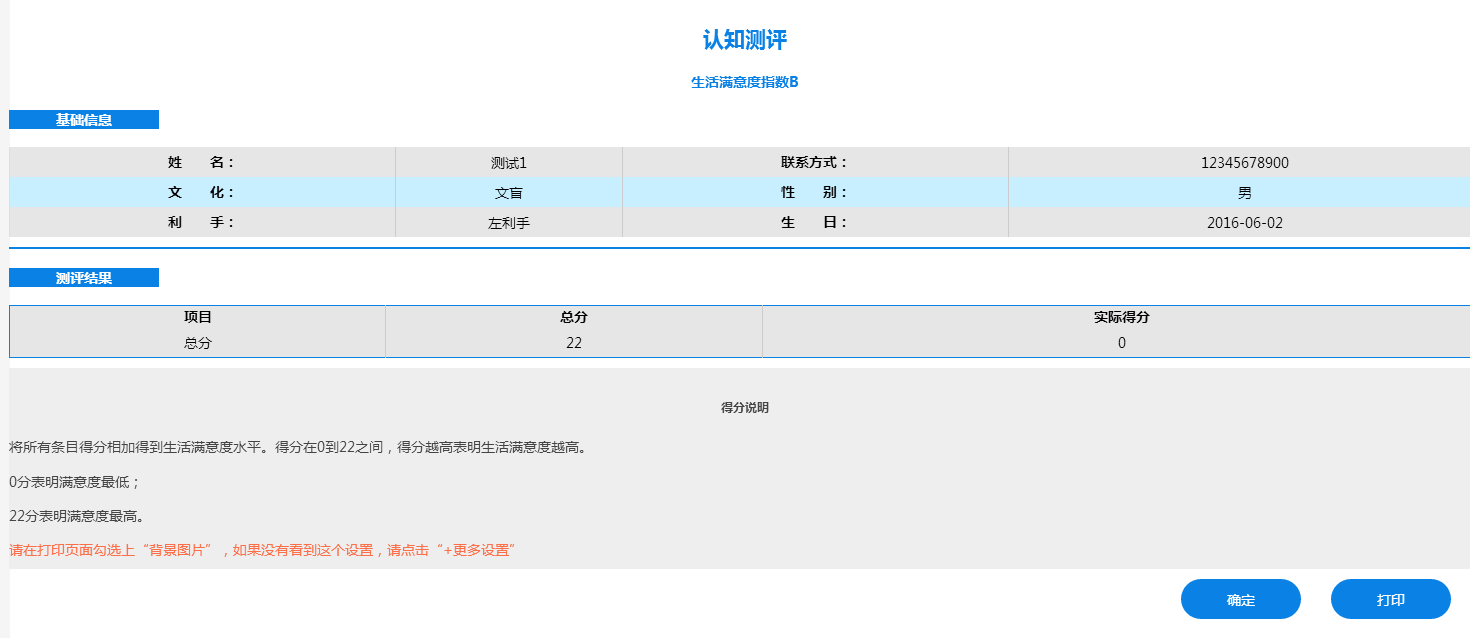 认知测评
生活满意度指数B
基础信息
姓 名： 测试1 联系方式： 12345678900
文 化： 文盲 性 别： 男
利 手： 左利手 生 日： 2016-06-02
测评结果
项目 总分 实际得分
总分 22 0
得分说明
将所有条目得分相加得到生活满意度水平。得分在0到22之间，得分越高表明生活满意度越高。
0分表明满意度最低；
22分表明满意度最高。
请在打印页面勾选上“背景图片”，如果没有看到这个设置，请点击“+更多设置”
确定 打印